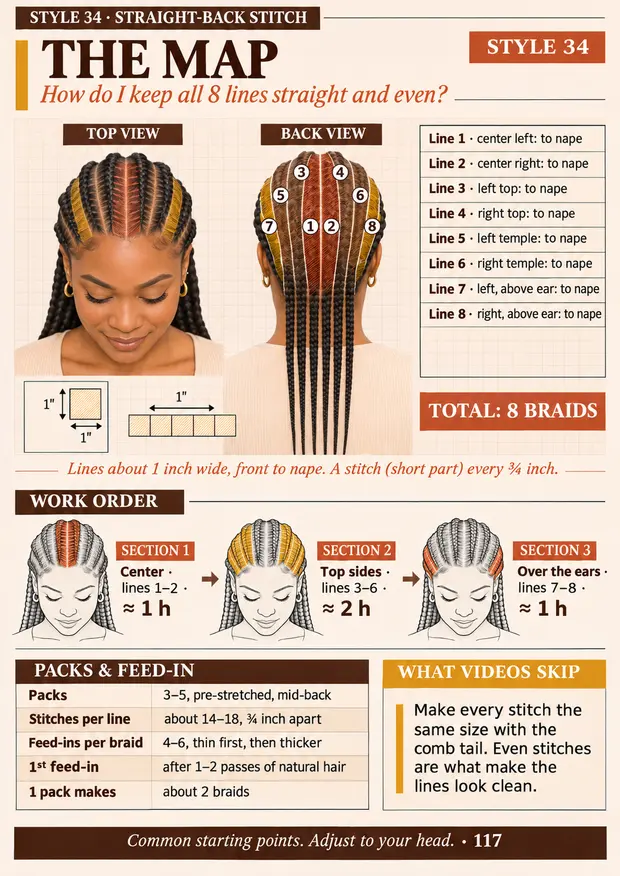 STYLE 34 · STRAIGHT-BACK STITCH
THE MAP
STYLE 34
How do I keep all 8 lines straight and even?
TOP VIEW
BACK VIEW
3
4
5
6
7
1
2
8
Line 1 · center left: to nape
Line 2 · center right: to nape
Line 3 · left top: to nape
Line 4 · right top: to nape
Line 5 · left temple: to nape
Line 6 · right temple: to nape
Line 7 · left, above ear: to nape
Line 8 · right, above ear: to nape
TOTAL: 8 BRAIDS
1"
1"
1"
Lines about 1 inch wide, front to nape. A stitch (short part) every ¾ inch.
WORK ORDER
SECTION 1
Center ·
lines 1–2 ·
≈ 1 h
SECTION 2
Top sides ·
lines 3–6 ·
≈ 2 h
SECTION 3
Over the ears ·
lines 7–8 ·
≈ 1 h
PACKS & FEED-IN
Packs 3–5, pre-stretched, mid-back
Stitches per line about 14–18, ¾ inch apart
Feed-ins per braid 4–6, thin first, then thicker
1st feed-in after 1–2 passes of natural hair
1 pack makes about 2 braids
WHAT VIDEOS SKIP
Make every stitch the
same size with the
comb tail. Even stitches
are what make the
lines look clean.
Common starting points. Adjust to your head. · 117